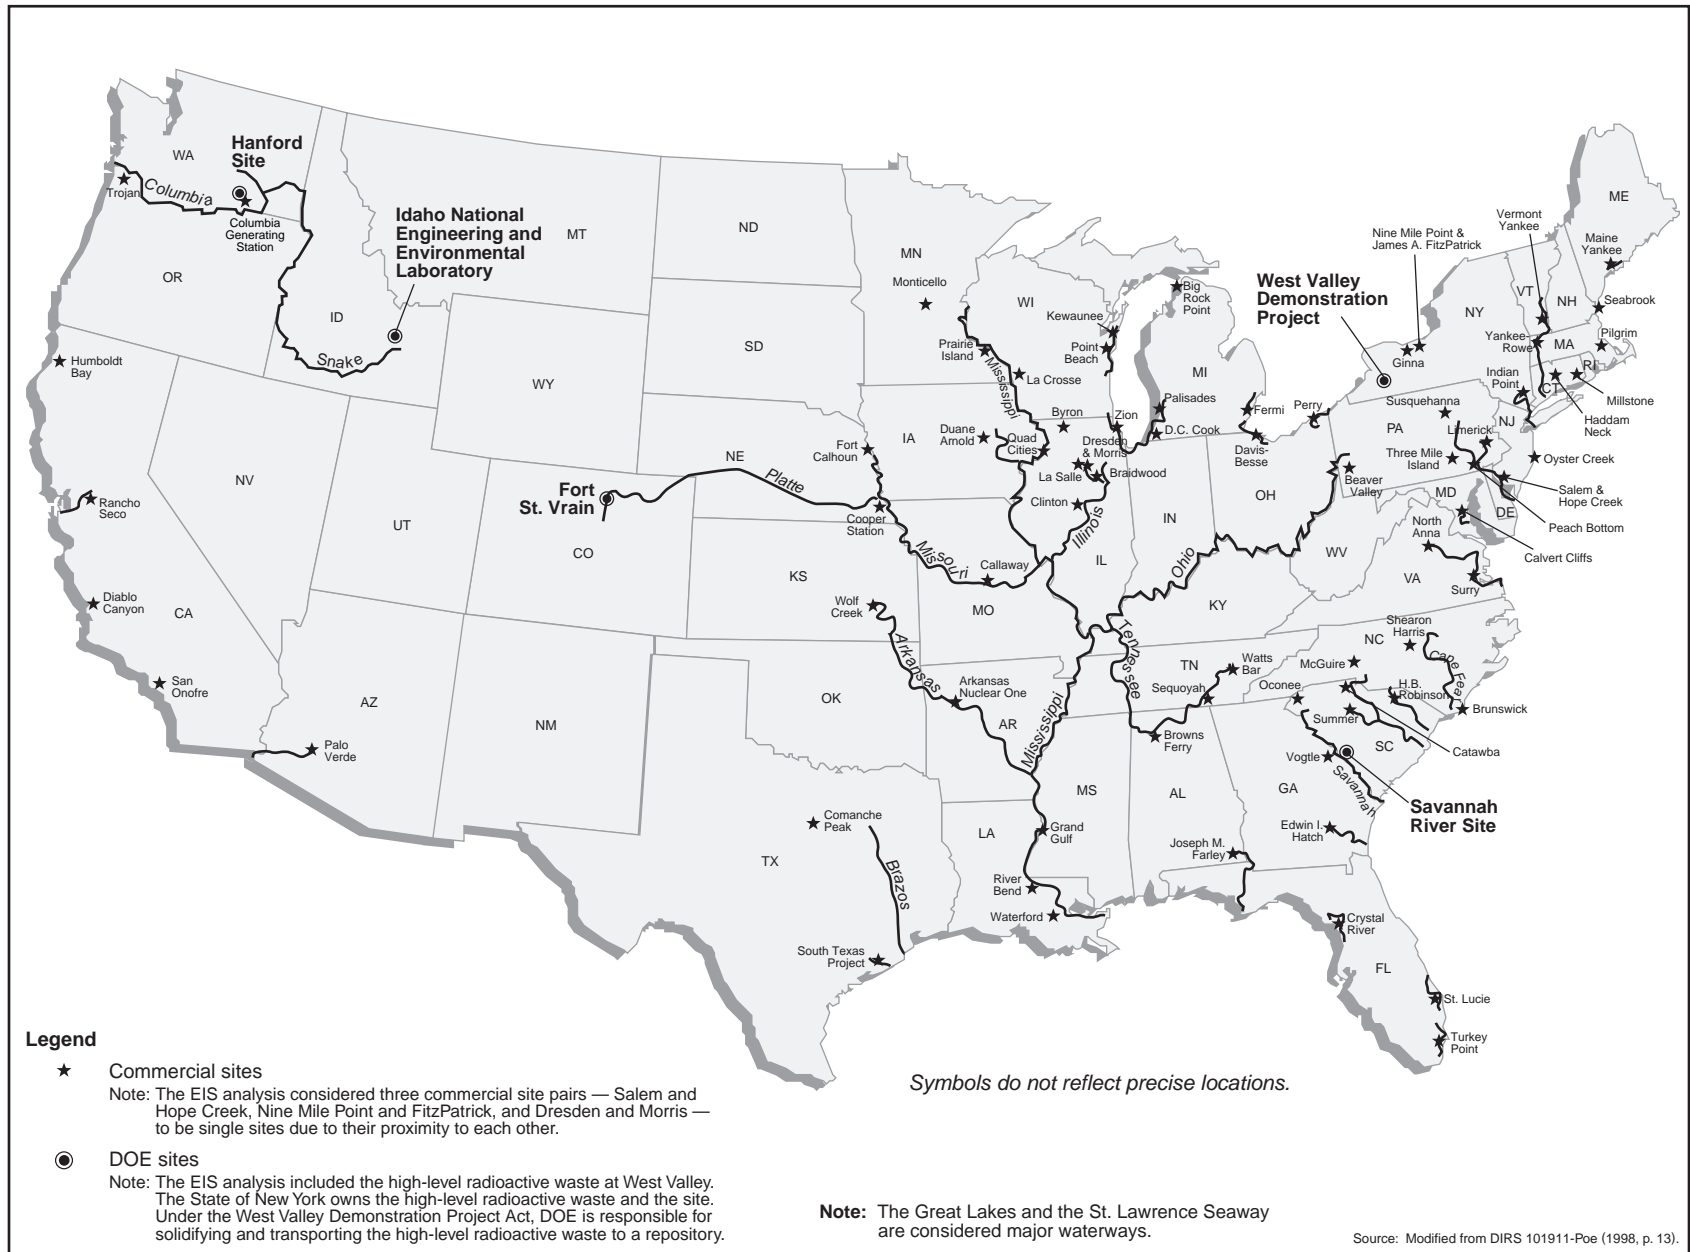 WA
Hanford
Site
Trojan
Columbia
Columbia
Generating
Station
Idaho National
Engineering and
Environmental
Laboratory
OR
ID
Snake
MT
ND
SD
WY
NE
MN
Monticello
WI
Prairie
Island
Mississippi
La Crosse
Kewaunee
Point
Beach
Big
Rock
Point
MI
Palisades
D.C. Cook
Fermi
Davis-
Besse
Perry
West Valley
Demonstration
Project
Nine Mile Point &
James A. FitzPatrick
Ginna
NY
Vermont
Yankee
VT
NH
ME
Maine
Yankee
Seabrook
Pilgrim
Yankee-
Rowe
MA
RI
CT
Millstone
Haddam
Neck
Indian
Point
Susquehanna
PA
NJ
Limerick
Three Mile
Island
Oyster Creek
Salem &
Hope Creek
Peach Bottom
Calvert Cliffs
MD
DE
Beaver
Valley
OH
IN
IL
IA
Duane
Arnold
Quad
Cities
Byron
Zion
Dresden
& Morris
La Salle
Braidwood
Clinton
Illinois
Fort
Calhoun
Platte
Cooper
Station
Fort
St. Vrain
Humboldt
Bay
Rancho
Seco
NV
UT
CO
KS
Missouri
Callaway
MO
Wolf
Creek
Arkansas
Arkansas
Nuclear One
AR
OK
Ohio
KY
WV
VA
North
Anna
Surry
Diablo
Canyon
CA
San
Onofre
AZ
NM
Palo
Verde
Tennessee
TN
Watts
Bar
Sequoyah
Browns
Ferry
NC
Shearon
Harris
Cape Fear
McGuire
Oconee
H.B.
Robinson
Brunswick
Summer
SC
Catawba
Vogtle
Savannah
Savannah
River Site
GA
Edwin I.
Hatch
AL
MS
Mississippi
Joseph M.
Farley
LA
Grand
Gulf
River
Bend
Waterford
Comanche
Peak
TX
Brazos
South Texas
Project
Crystal
River
FL
St. Lucie
Turkey
Point
Legend
Commercial sites
Note: The EIS analysis considered three commercial site pairs — Salem and
Hope Creek, Nine Mile Point and FitzPatrick, and Dresden and Morris —
to be single sites due to their proximity to each other.
DOE sites
Note: The EIS analysis included the high-level radioactive waste at West Valley.
The State of New York owns the high-level radioactive waste and the site.
Under the West Valley Demonstration Project Act, DOE is responsible for
solidifying and transporting the high-level radioactive waste to a repository.
Symbols do not reflect precise locations.
Note: The Great Lakes and the St. Lawrence Seaway
are considered major waterways.
Source: Modified from DIRS 101911-Poe (1998, p. 13).